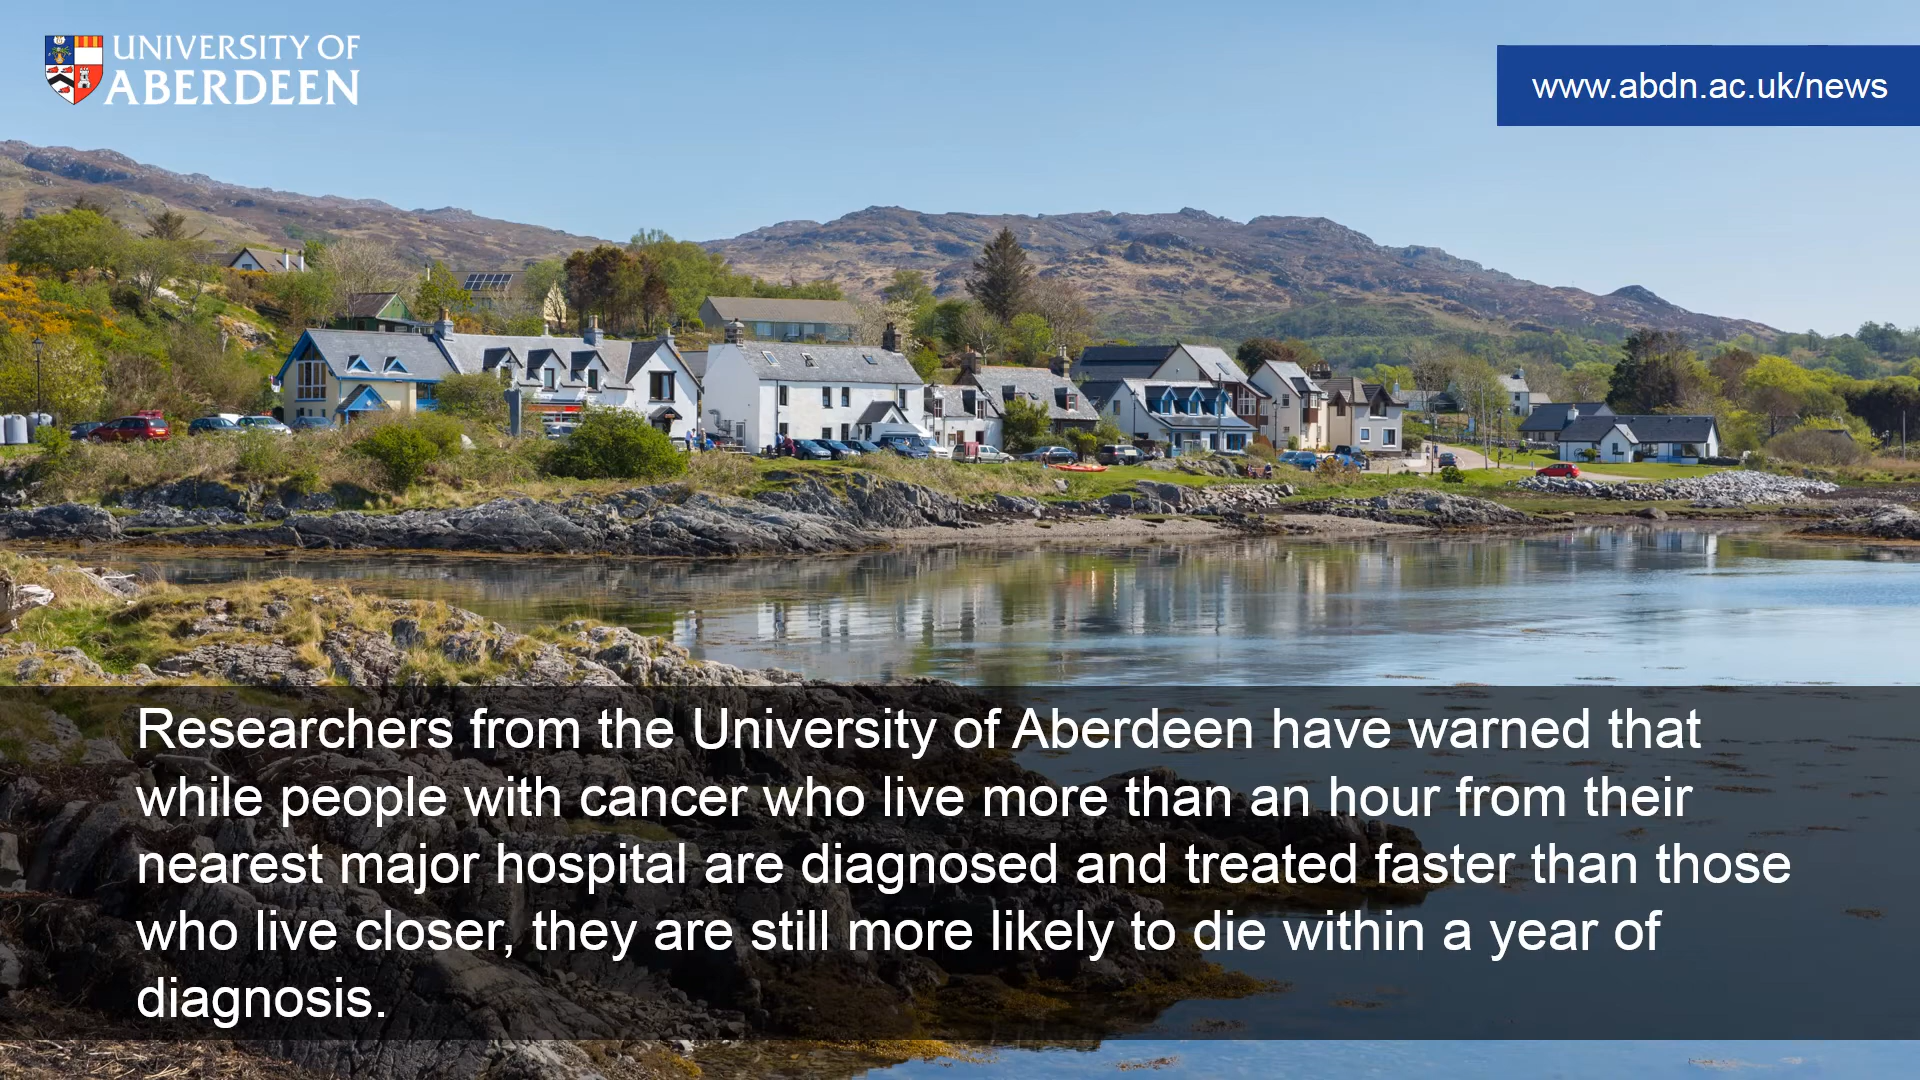 UNIVERSITY OF
ABERDEEN
www.abdn.ac.uk/news
Researchers from the University of Aberdeen have warned that
while people with cancer who live more than an hour from their
nearest major hospital are diagnosed and treated faster than those
who live closer, they are still more likely to die within a year of
diagnosis.